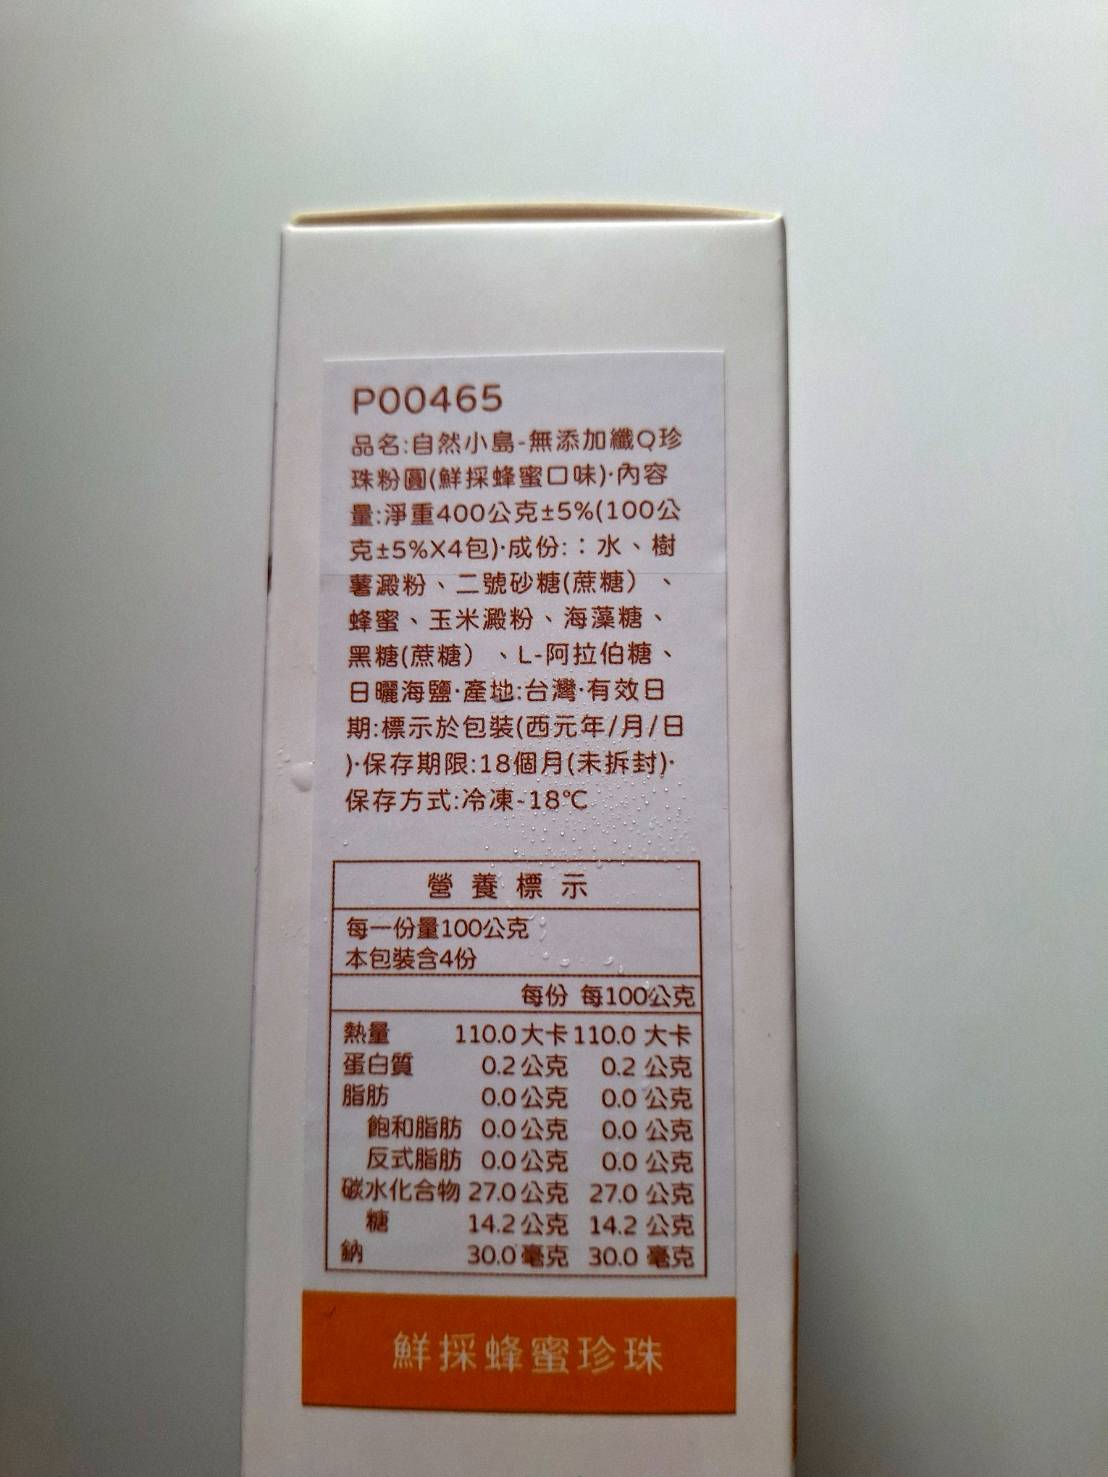 P00465
品名:自然小島-無添加纖Q珍
珠粉圓(鮮採蜂蜜口味)·內容
量:淨重400公克±5%(100公
克±5%X4包)·成份:：水、樹
薯澱粉、二號砂糖(蔗糖）、
蜂蜜、玉米澱粉、海藻糖、
黑糖(蔗糖）、L-阿拉伯糖、
日曬海鹽·產地:台灣·有效日
期:標示於包裝(西元年/月/日
)·保存期限:18個月(未拆封)·
保存方式:冷凍-18℃
營養標示
每一份量100公克
本包裝含4份
每份 每100公克
熱量 110.0大卡 110.0 大卡
蛋白質 0.2公克 0.2 公克
脂肪 0.0公克 0.0 公克
飽和脂肪 0.0公克 0.0 公克
反式脂肪 0.0公克 0.0 公克
碳水化合物 27.0公克 27.0 公克
糖 14.2公克 14.2 公克
鈉 30.0毫克 30.0 毫克
鮮採蜂蜜珍珠